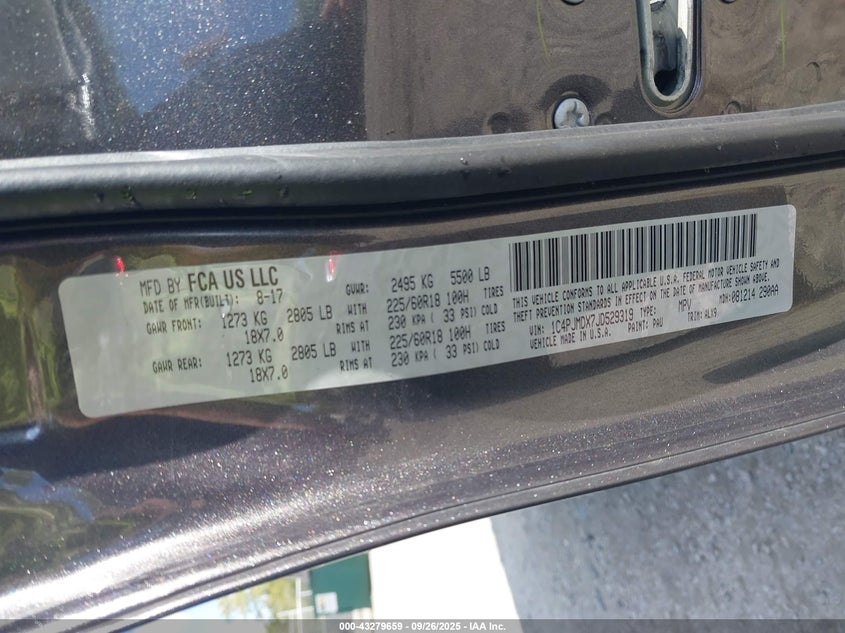 MFD BY FCA US LLC
DATE OF MFR(BUILT): 8-17 GVWR: 2495 KG 5500 LB
GAWR FRONT: 1273 KG 2805 LB WITH 225/60R18 100H TIRES
18X7.0 RIMS AT 230 KPA ( 33 PSI) COLD
GAWR REAR: 1273 KG 2805 LB WITH 225/60R18 100H TIRES
18X7.0 RIMS AT 230 KPA ( 33 PSI) COLD
THIS VEHICLE CONFORMS TO ALL APPLICABLE U.S.A. FEDERAL MOTOR VEHICLE SAFETY AND
THEFT PREVENTION STANDARDS IN EFFECT ON THE DATE OF MANUFACTURE SHOWN ABOVE.
VIN: 1C4PJMDX7JD529319 TYPE: MPV MDH: 081214 290AA
VEHICLE MADE IN U.S.A. PAINT: PAU TRIM: ALX9
000-43279659 - 09/26/2025 - IAA Inc.